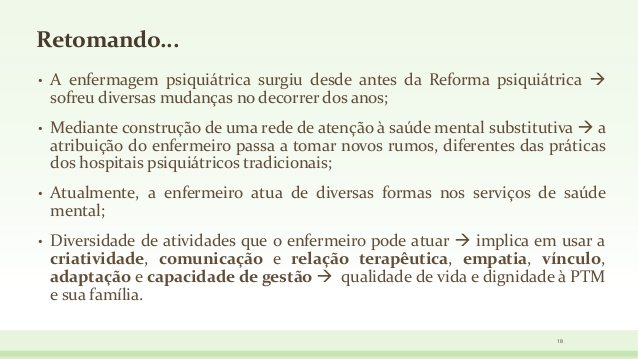 Retomando...
• A enfermagem psiquiátrica surgiu desde antes da Reforma psiquiátrica →
sofreu diversas mudanças no decorrer dos anos;
• Mediante construção de uma rede de atenção à saúde mental substitutiva → a
atribuição do enfermeiro passa a tomar novos rumos, diferentes das práticas
dos hospitais psiquiátricos tradicionais;
• Atualmente, a enfermeiro atua de diversas formas nos serviços de saúde
mental;
• Diversidade de atividades que o enfermeiro pode atuar → implica em usar a
criatividade, comunicação e relação terapêutica, empatia, vínculo,
adaptação e capacidade de gestão → qualidade de vida e dignidade à PTM
e sua família.
18